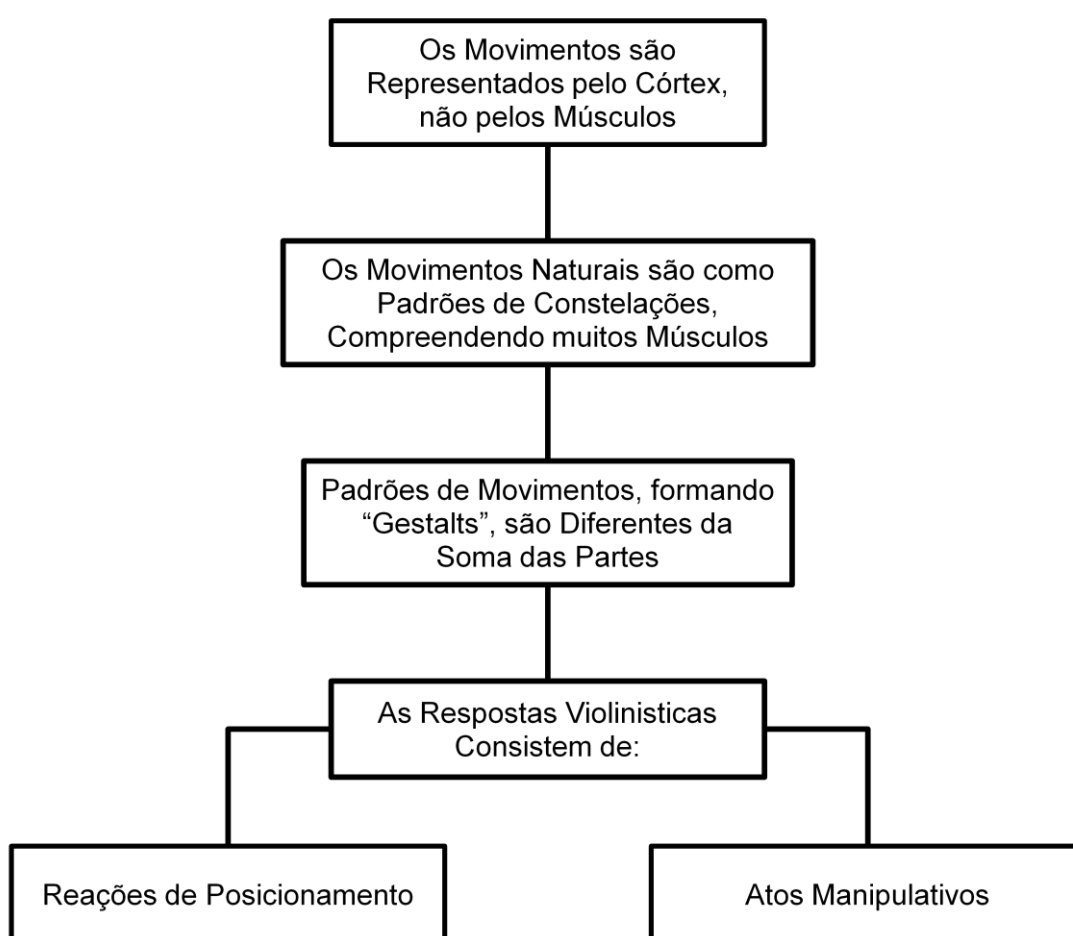 Os Movimentos são
Representados pelo Córtex,
não pelos Músculos
Os Movimentos Naturais são como
Padrões de Constelações,
Compreendendo muitos Músculos
Padrões de Movimentos, formando
“Gestalts”, são Diferentes da
Soma das Partes
As Respostas Violinisticas
Consistem de:
Reações de Posicionamento
Atos Manipulativos